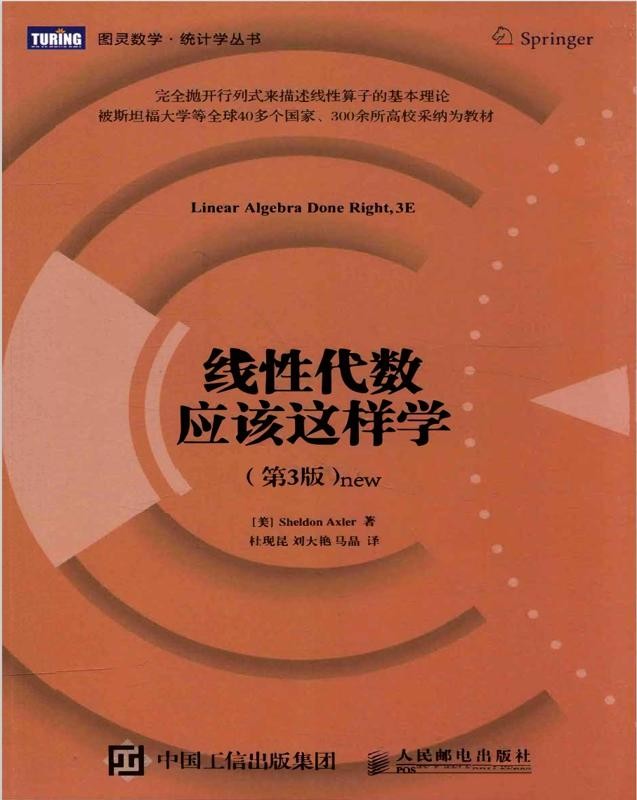 TURING 图灵数学·统计学丛书
Springer
完全抛开行列式来描述线性算子的基本理论
被斯坦福大学等全球40多个国家、300余所高校采纳为教材
Linear Algebra Done Right,3E
线性代数
应该这样学
(第3版)new
[美] Sheldon Axler 著
杜现昆 刘大艳 马晶 译
中国工信出版集团
人民邮电出版社